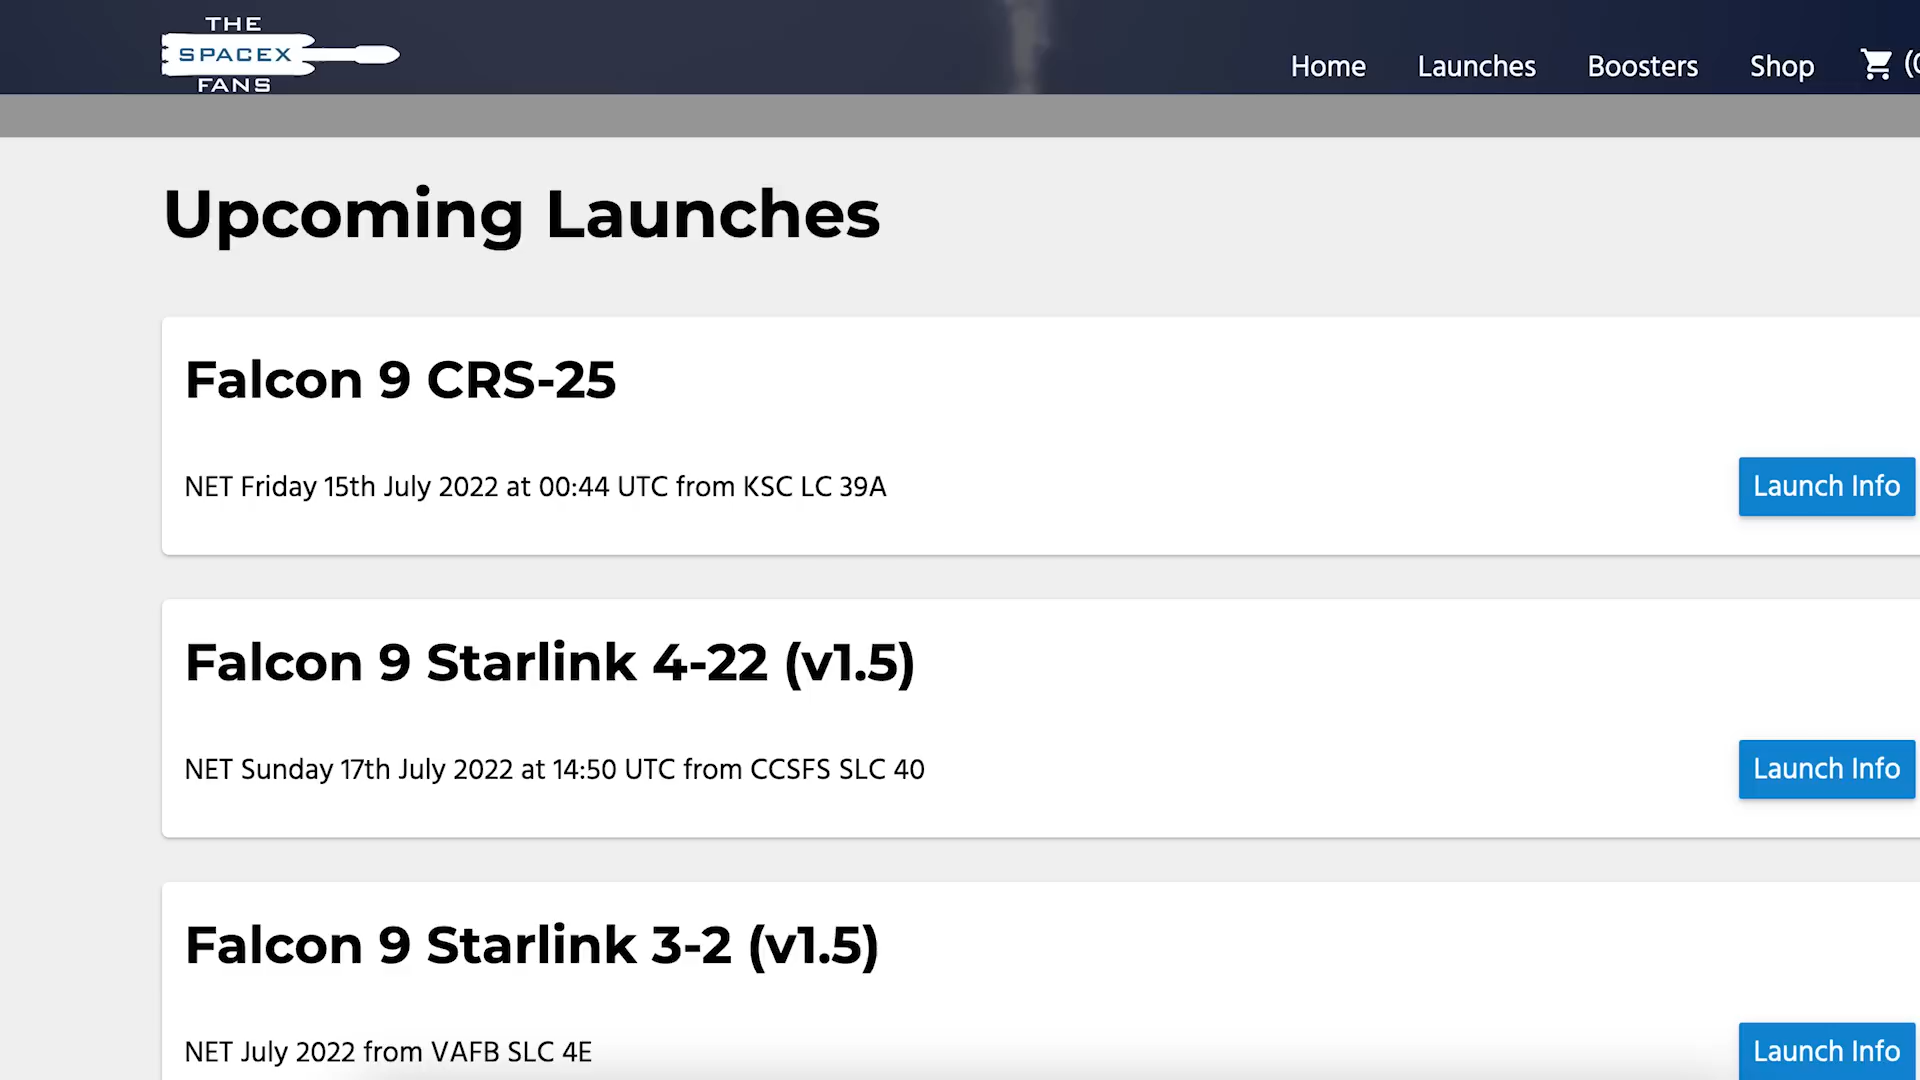 THE
SPACEX
FANS
Home Launches Boosters Shop
Upcoming Launches
Falcon 9 CRS-25
NET Friday 15th July 2022 at 00:44 UTC from KSC LC 39A
Launch Info
Falcon 9 Starlink 4-22 (v1.5)
NET Sunday 17th July 2022 at 14:50 UTC from CCSFS SLC 40
Launch Info
Falcon 9 Starlink 3-2 (v1.5)
NET July 2022 from VAFB SLC 4E
Launch Info